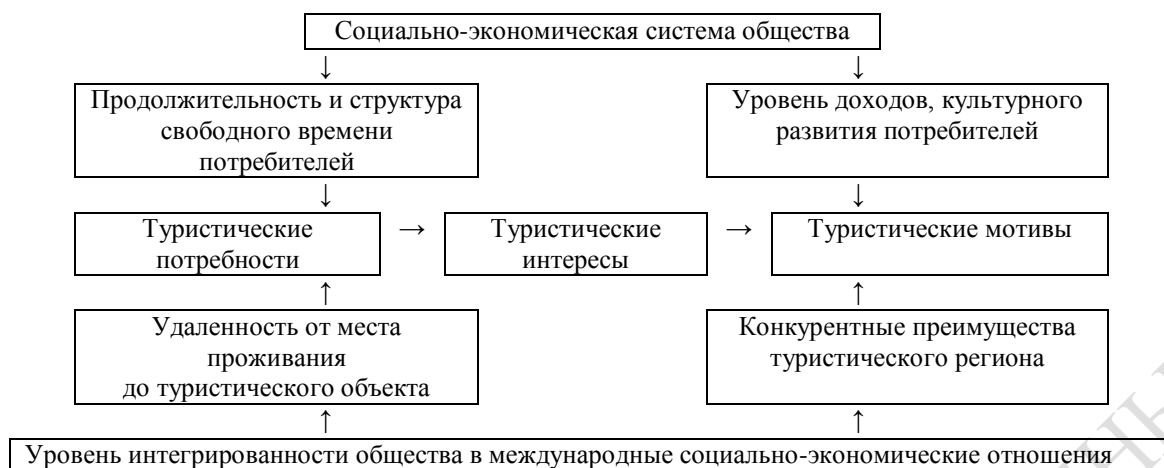 Социально-экономическая система общества
↓ ↓
Продолжительность и структура
свободного времени
потребителей
Уровень доходов, культурного
развития потребителей
↓ ↓
Туристические
потребности
→
Туристические
интересы
→
Туристические мотивы
↑ ↑
Удаленность от места
проживания
до туристического объекта
Конкурентные преимущества
туристического региона
↑ ↑
Уровень интегрированности общества в международные социально-экономические отношения